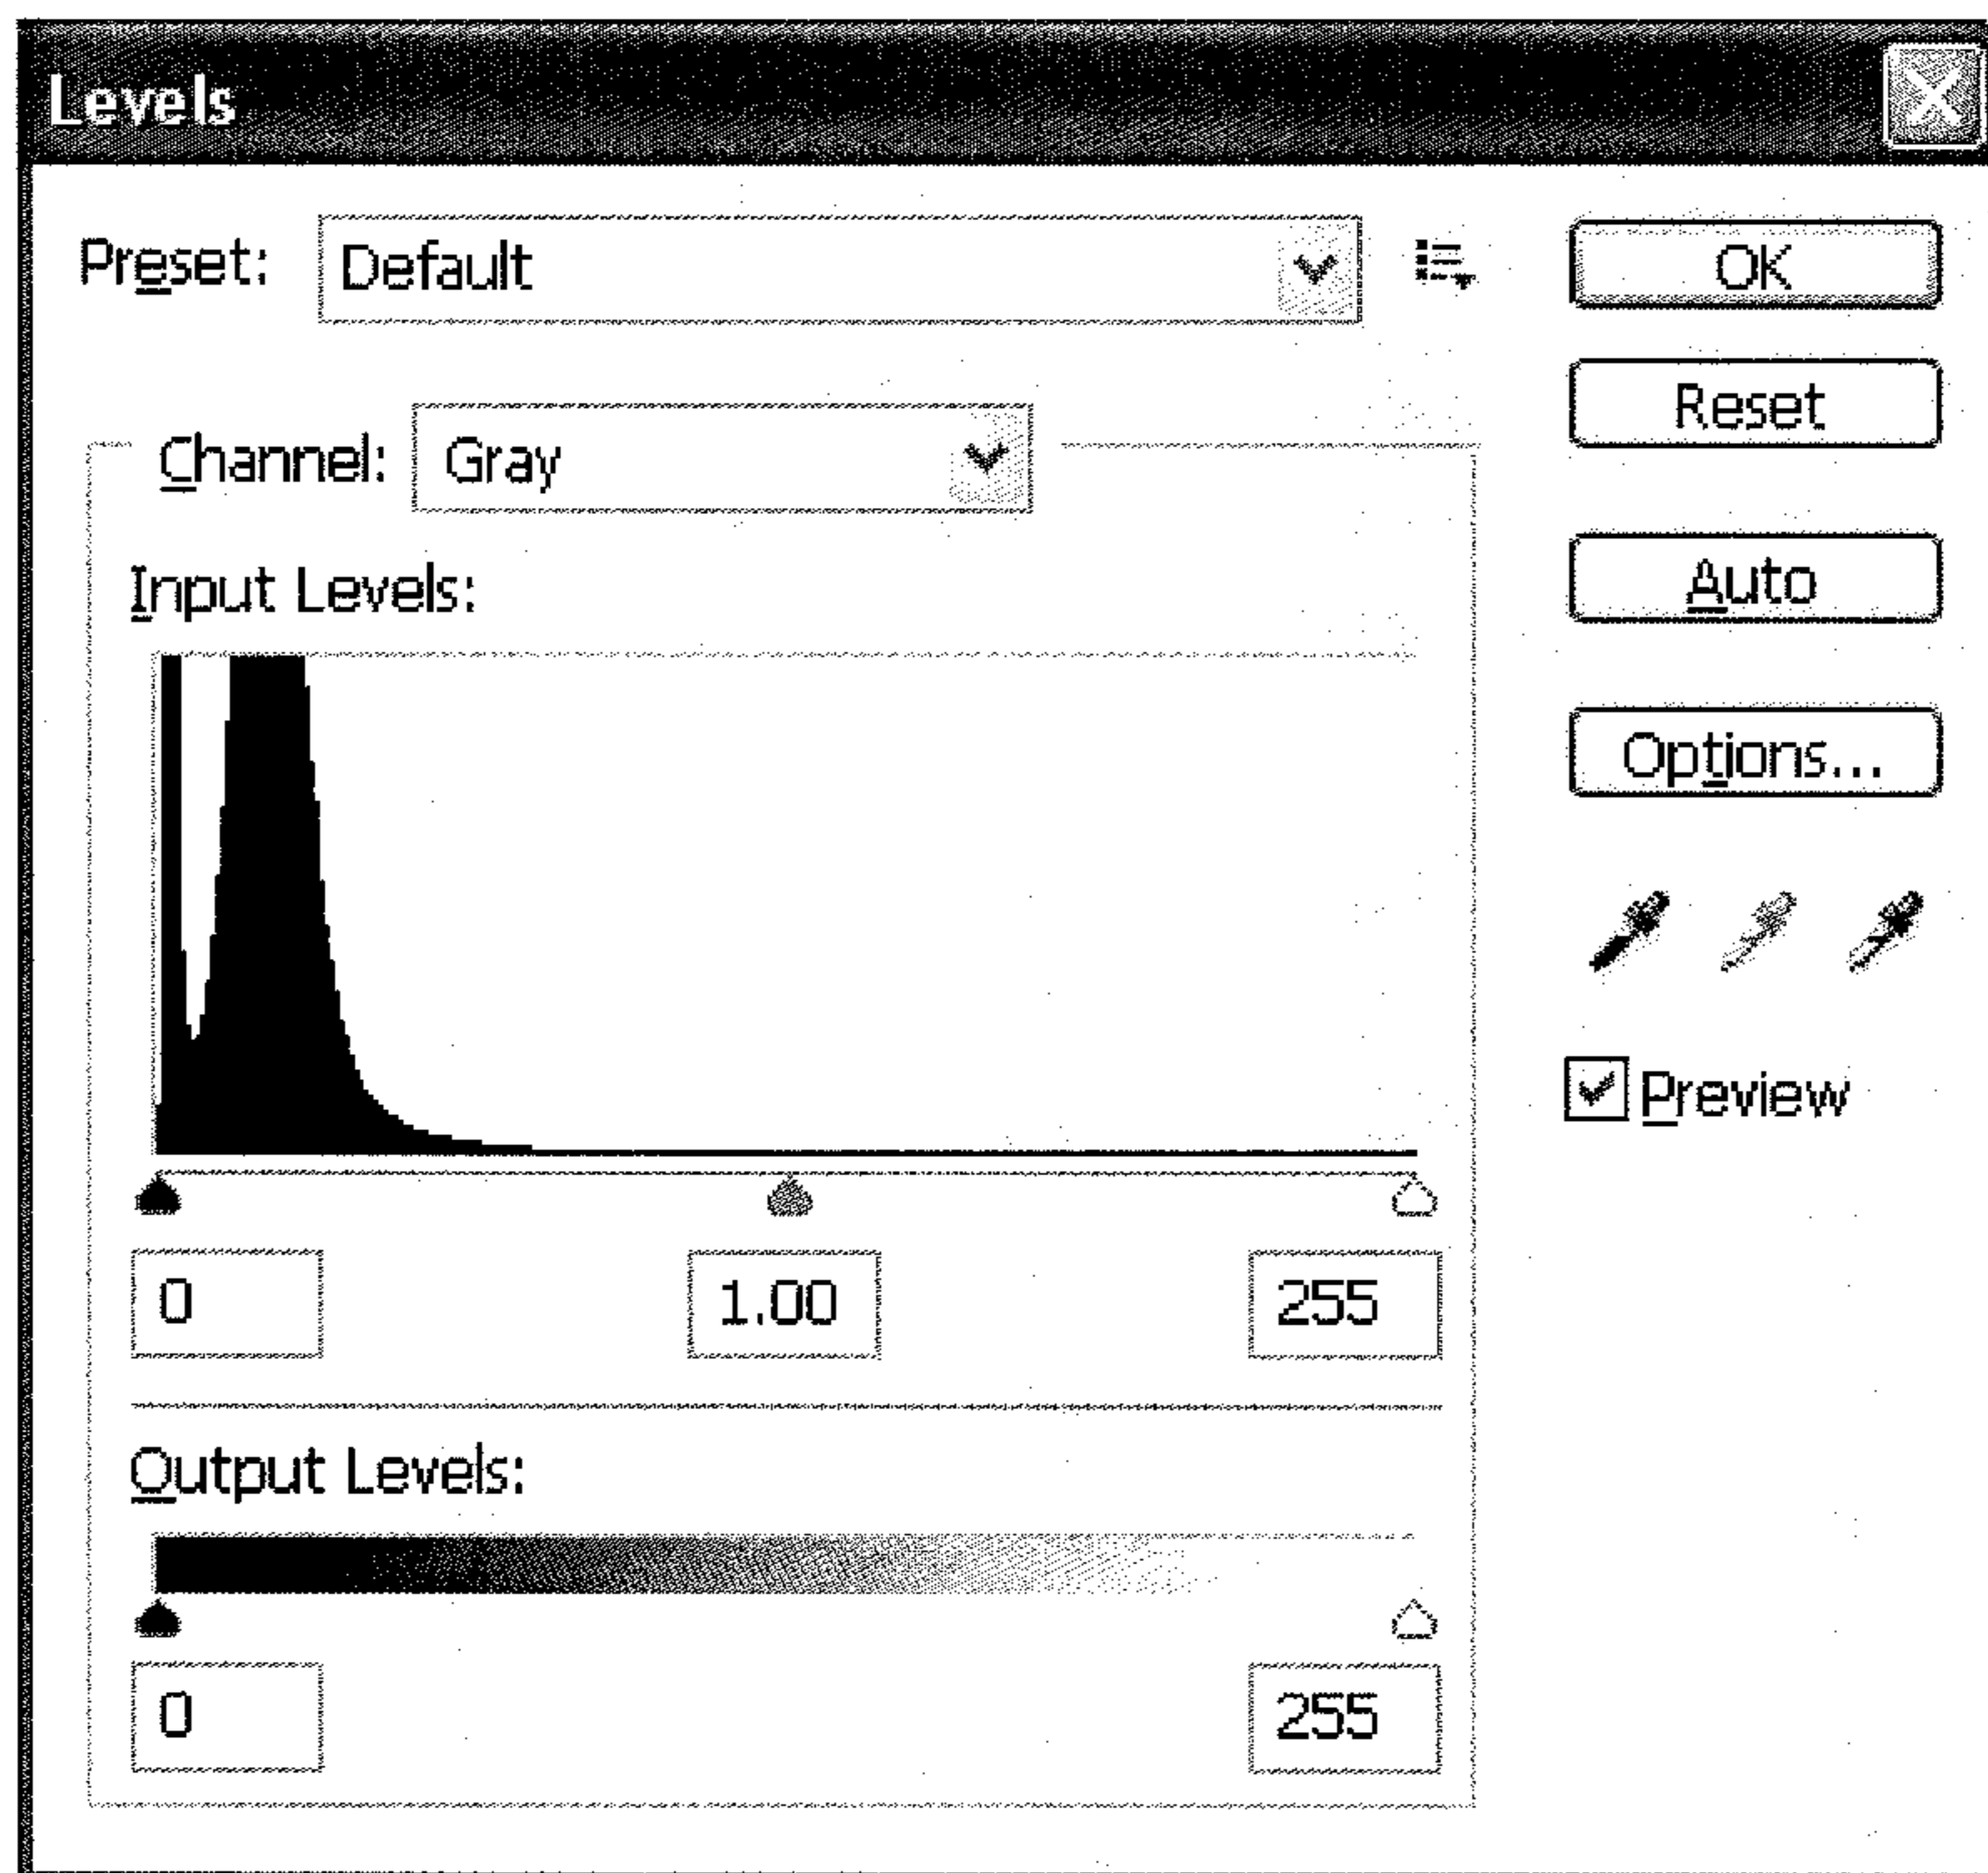 Levels
Preset: Default
OK
Reset
Channel: Gray
Input Levels:
Auto
Options...
Preview
0 1.00 255
Output Levels:
0 255